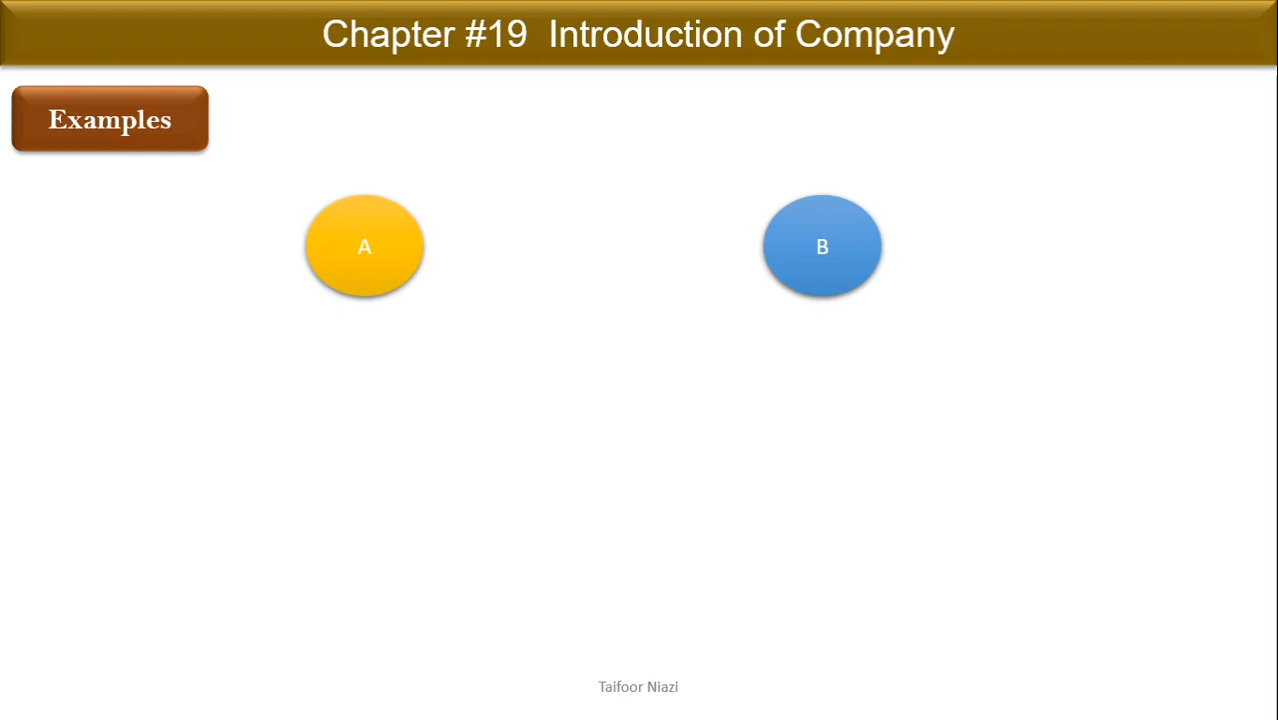 Chapter #19 Introduction of Company
Examples
A
B
Taifoor Niazi